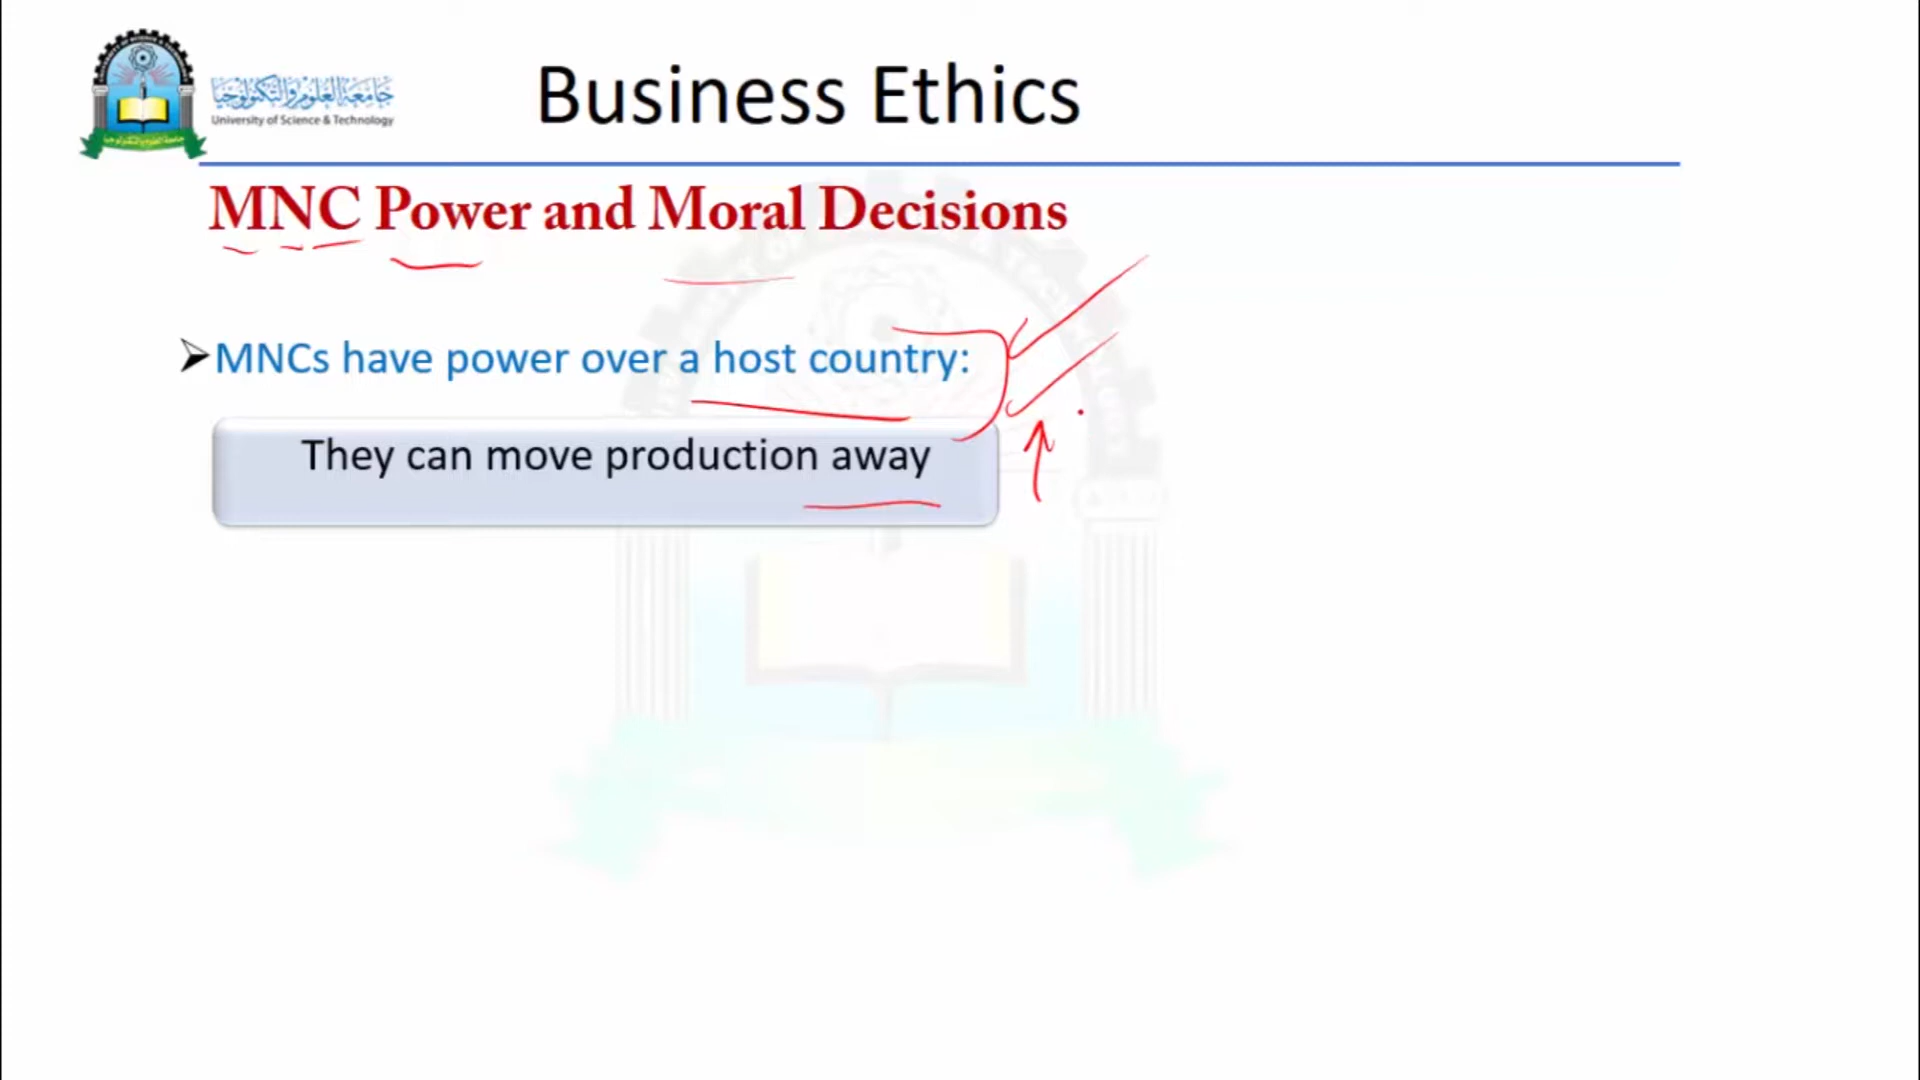 جامعة العلوم والتكنولوجيا
University of Science & Technology
Business Ethics
MNC Power and Moral Decisions
MNCs have power over a host country:
They can move production away